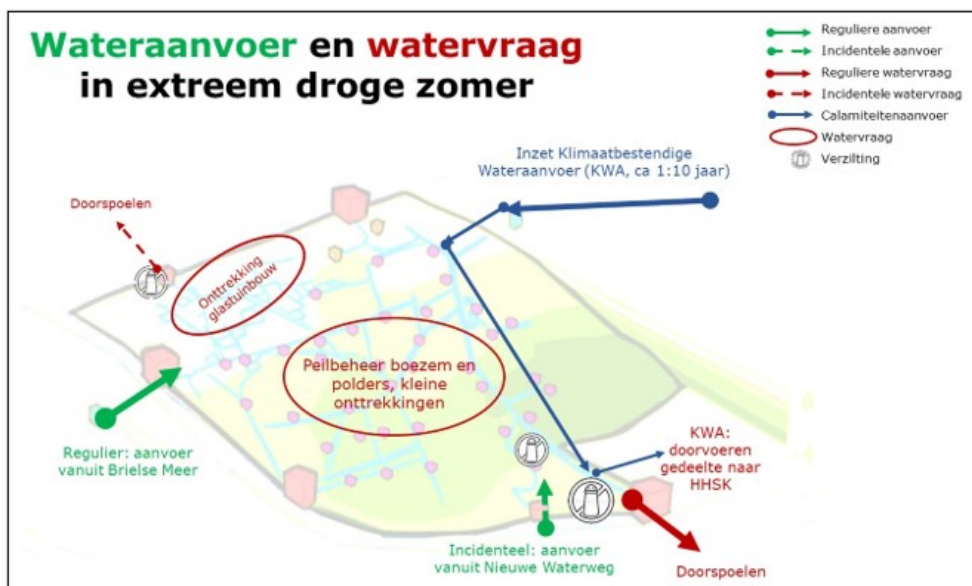 Wateraanvoer en watervraag
in extreem droge zomer
Reguliere aanvoer
Incidentele aanvoer
Reguliere watervraag
Incidentele watervraag
Calamiteitenaanvoer
Watervraag
Verzilting
Inzet Klimaatbestendige
Wateraanvoer (KWA, ca 1:10 jaar)
Doorspoelen
Onttrekking
glastuinbouw
Peilbeheer boezem en
polders, kleine
onttrekkingen
Regulier: aanvoer
vanuit Brielse Meer
KWA:
doorvoeren
gedeelte naar
HHSK
Incidenteel: aanvoer
vanuit Nieuwe Waterweg
Doorspoelen